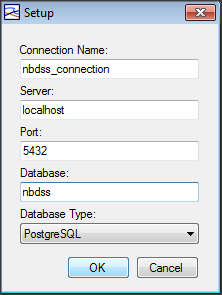 Setup
Connection Name:
nbdss_connection
Server:
localhost
Port:
5432
Database:
nbdss
Database Type:
PostgreSQL
OK Cancel